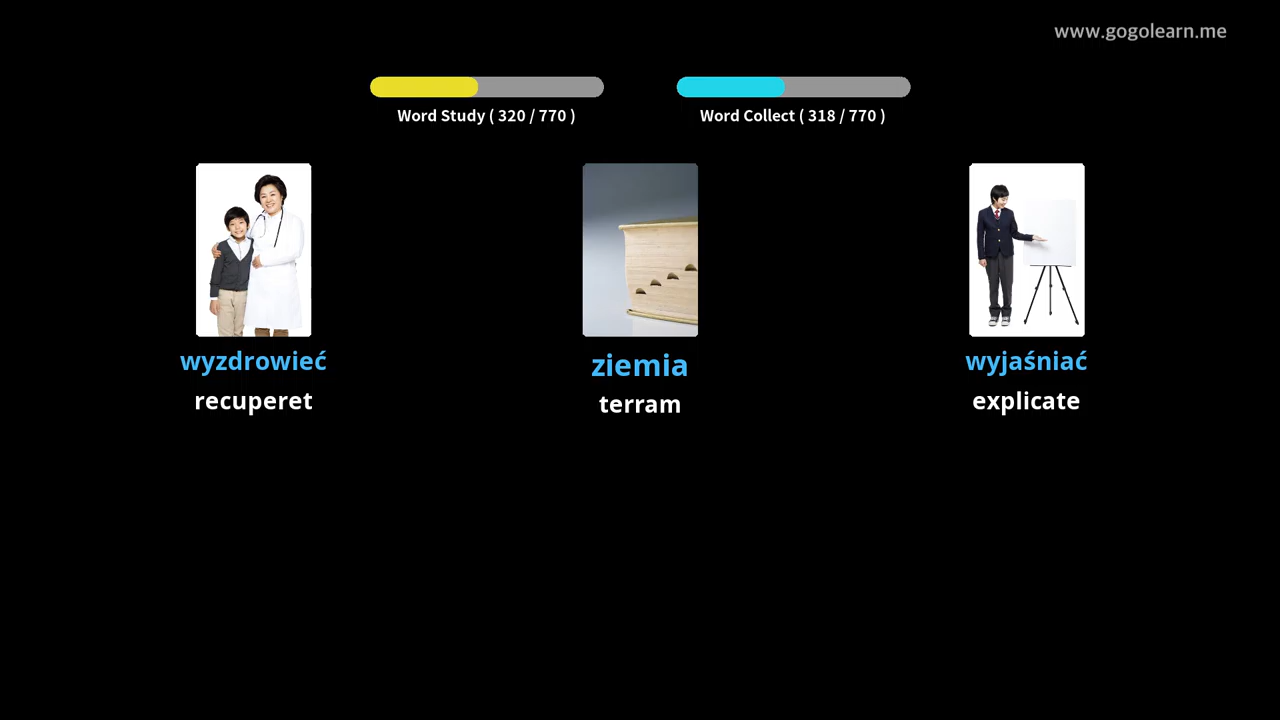 www.gogolearn.me
Word Study ( 320 / 770 )
Word Collect ( 318 / 770 )
wyzdrowieć
recuperet
ziemia
terram
wyjaśniać
explicate